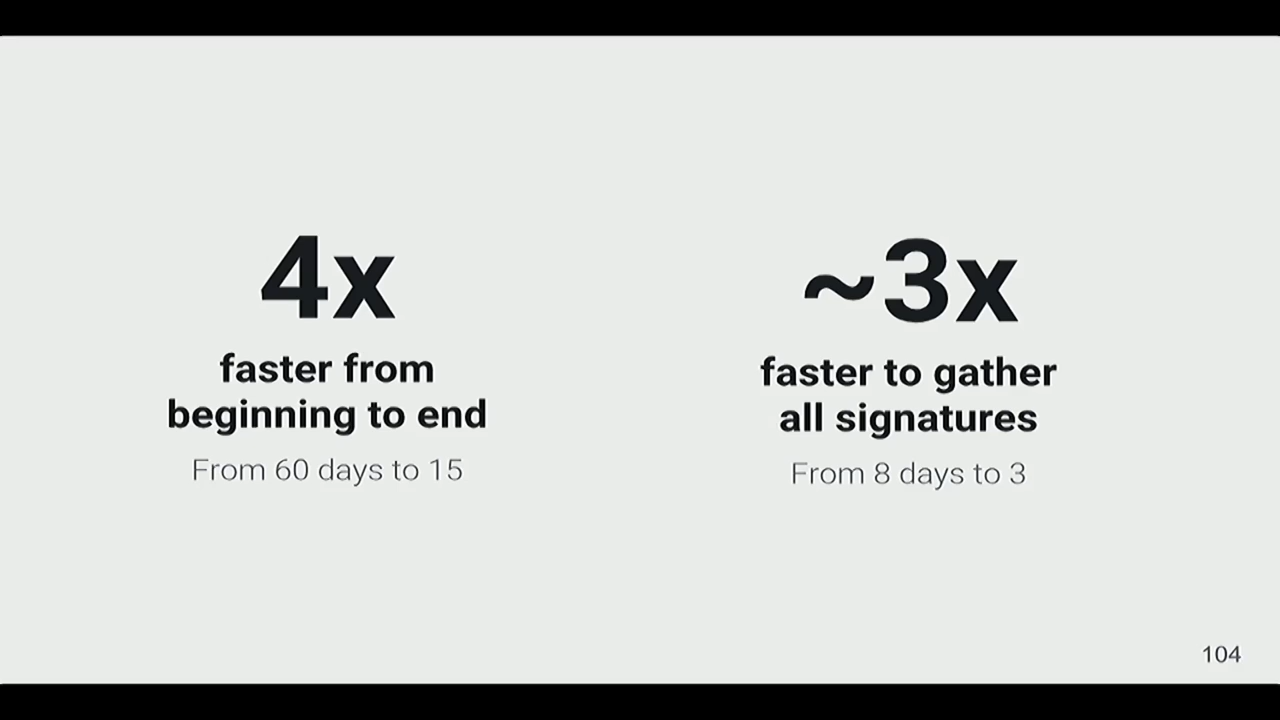 4x
faster from
beginning to end
From 60 days to 15
~3x
faster to gather
all signatures
From 8 days to 3
104